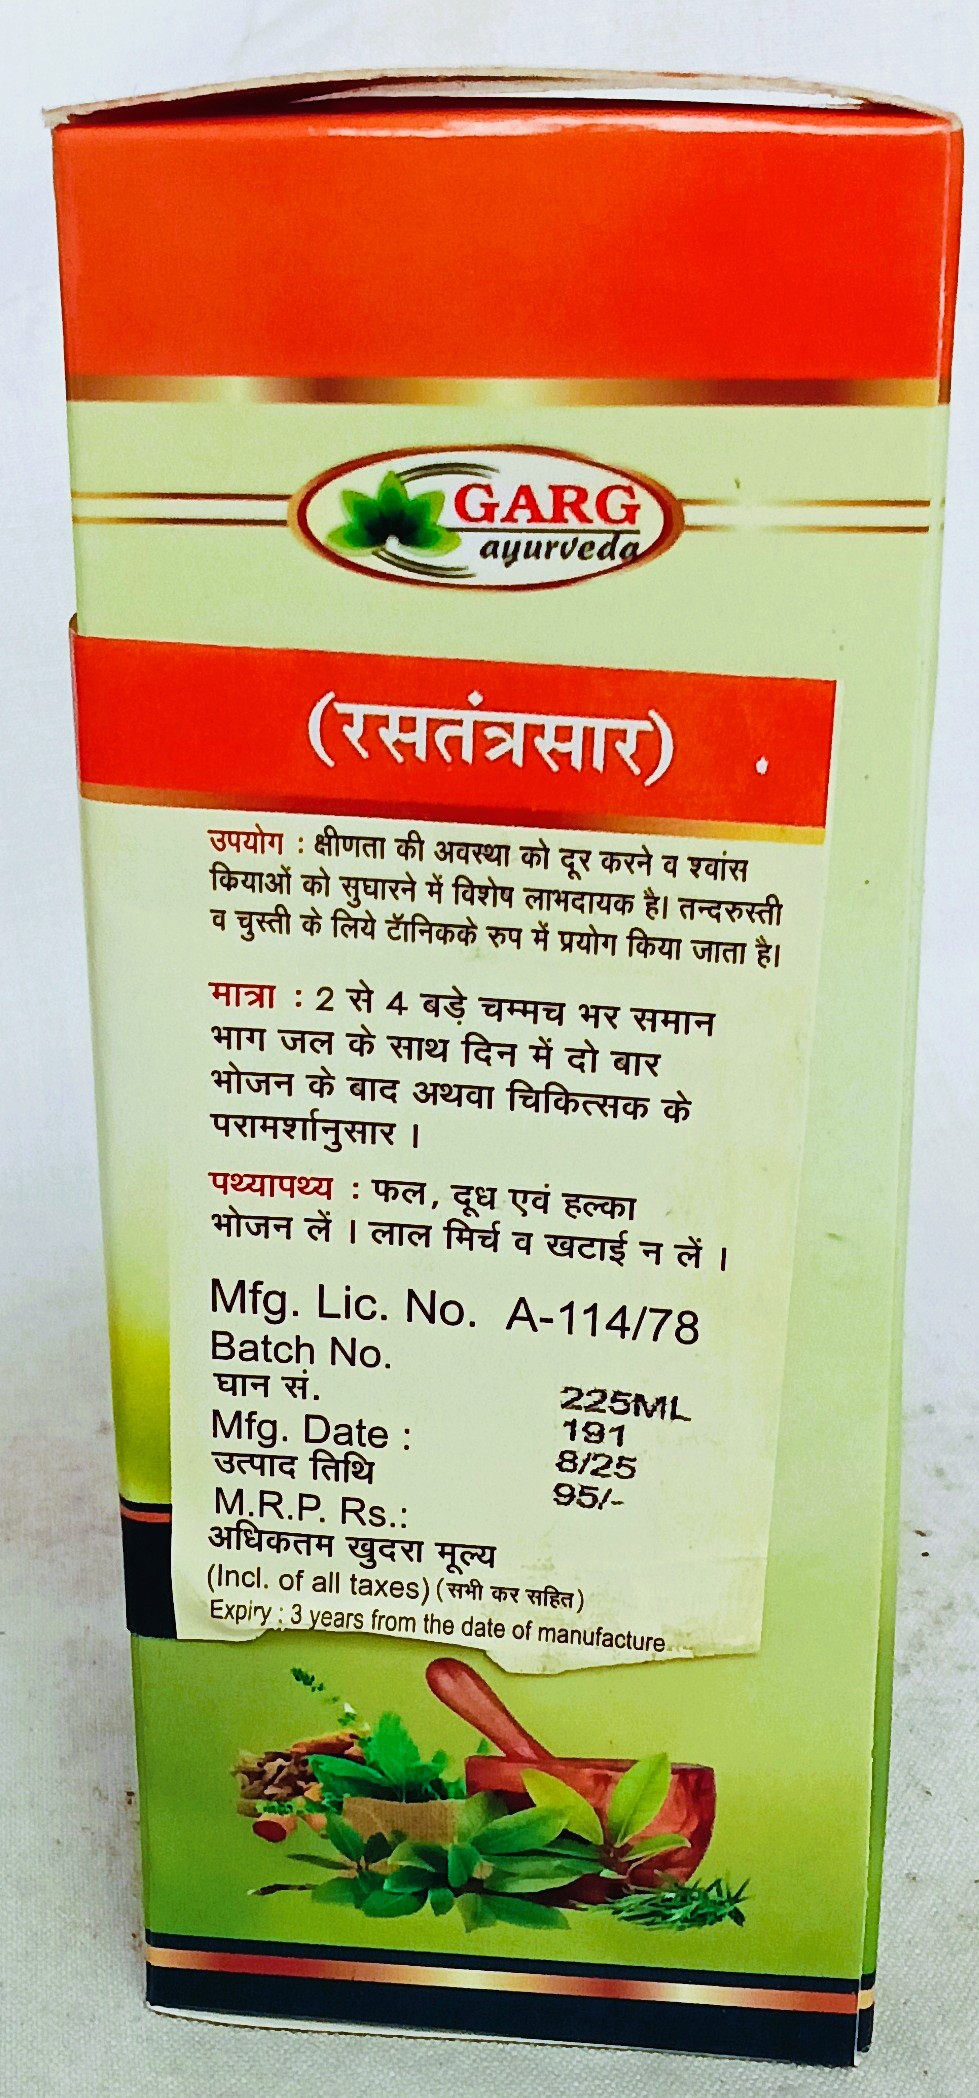 GARG
ayurveda
(रसतंत्रसार)
उपयोग : क्षीणता की अवस्था को दूर करने व श्वांस
कियाओं को सुघारने में विशेष लाभदायक है। तन्दरुस्ती
व चुस्ती के लिये टॅानिकके रुप में प्रयोग किया जाता है।
मात्रा : 2 से 4 बड़े चम्मच भर समान
भाग जल के साथ दिन में दो बार
भोजन के बाद अथवा चिकित्सक के
परामर्शानुसार ।
पथ्यापथ्य : फल, दूध एवं हल्का
भोजन लें । लाल मिर्च व खटाई न लें ।
Mfg. Lic. No. A-114/78
Batch No.
घान सं. 225ML
Mfg. Date : 191
उत्पाद तिथि 8/25
M.R.P. Rs.: 95/-
अधिकतम खुदरा मूल्य
(Incl. of all taxes) (सभी कर सहित)
Expiry : 3 years from the date of manufacture